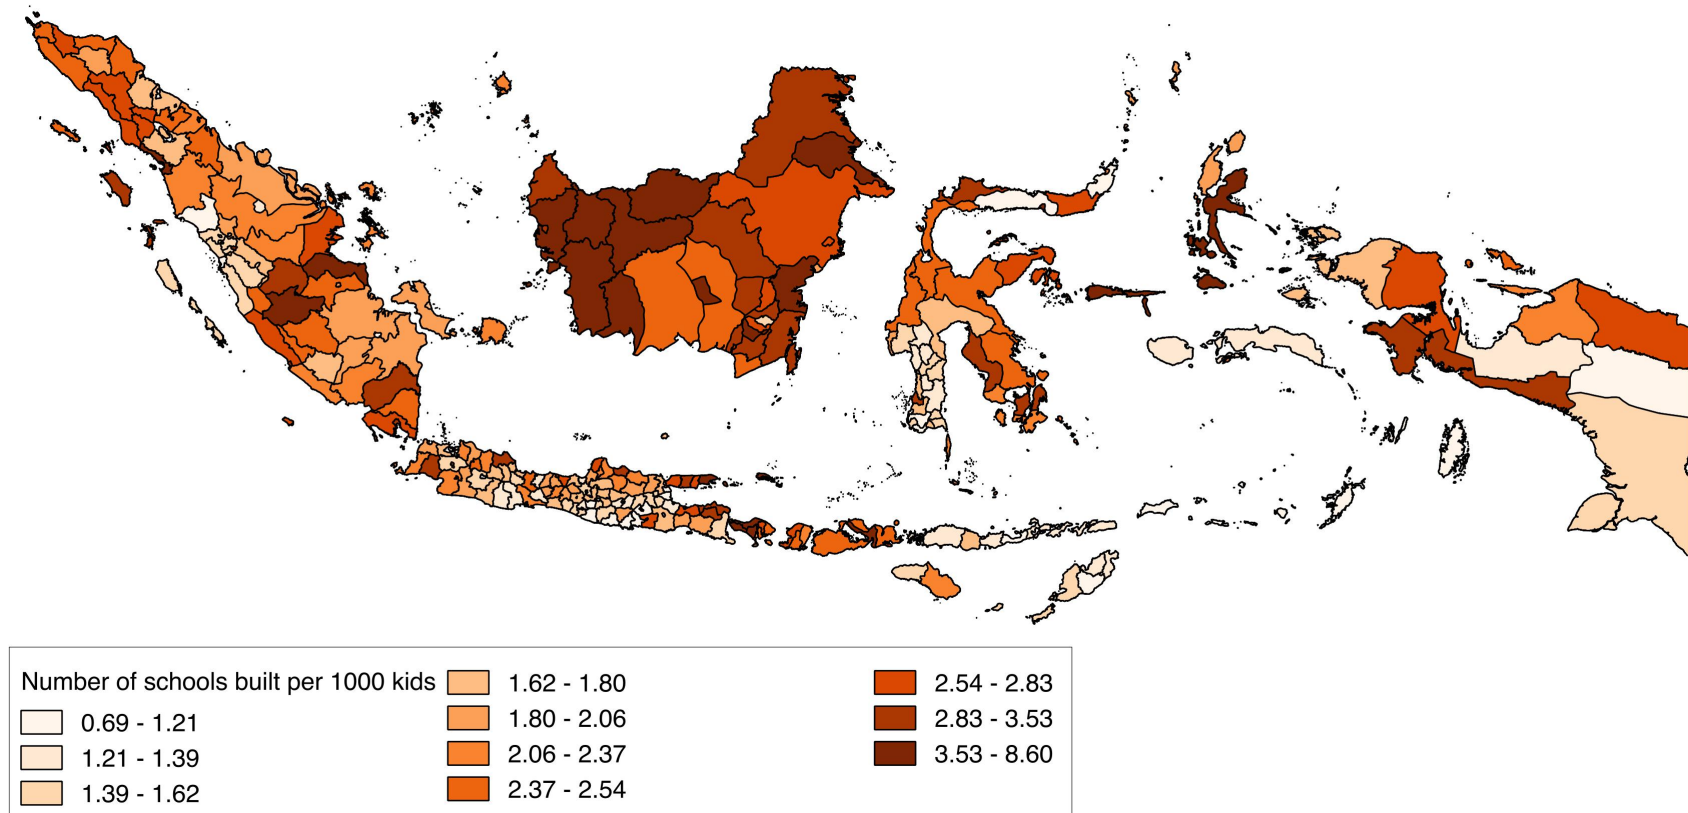 Number of schools built per 1000 kids
0.69 - 1.21
1.21 - 1.39
1.39 - 1.62
1.62 - 1.80
1.80 - 2.06
2.06 - 2.37
2.37 - 2.54
2.54 - 2.83
2.83 - 3.53
3.53 - 8.60